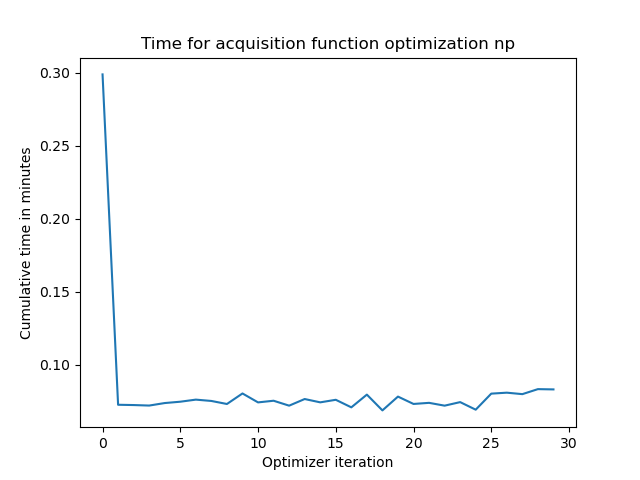 Time for acquisition function optimization np
Cumulative time in minutes
0.30
0.25
0.20
0.15
0.10
0 5 10 15 20 25 30
Optimizer iteration